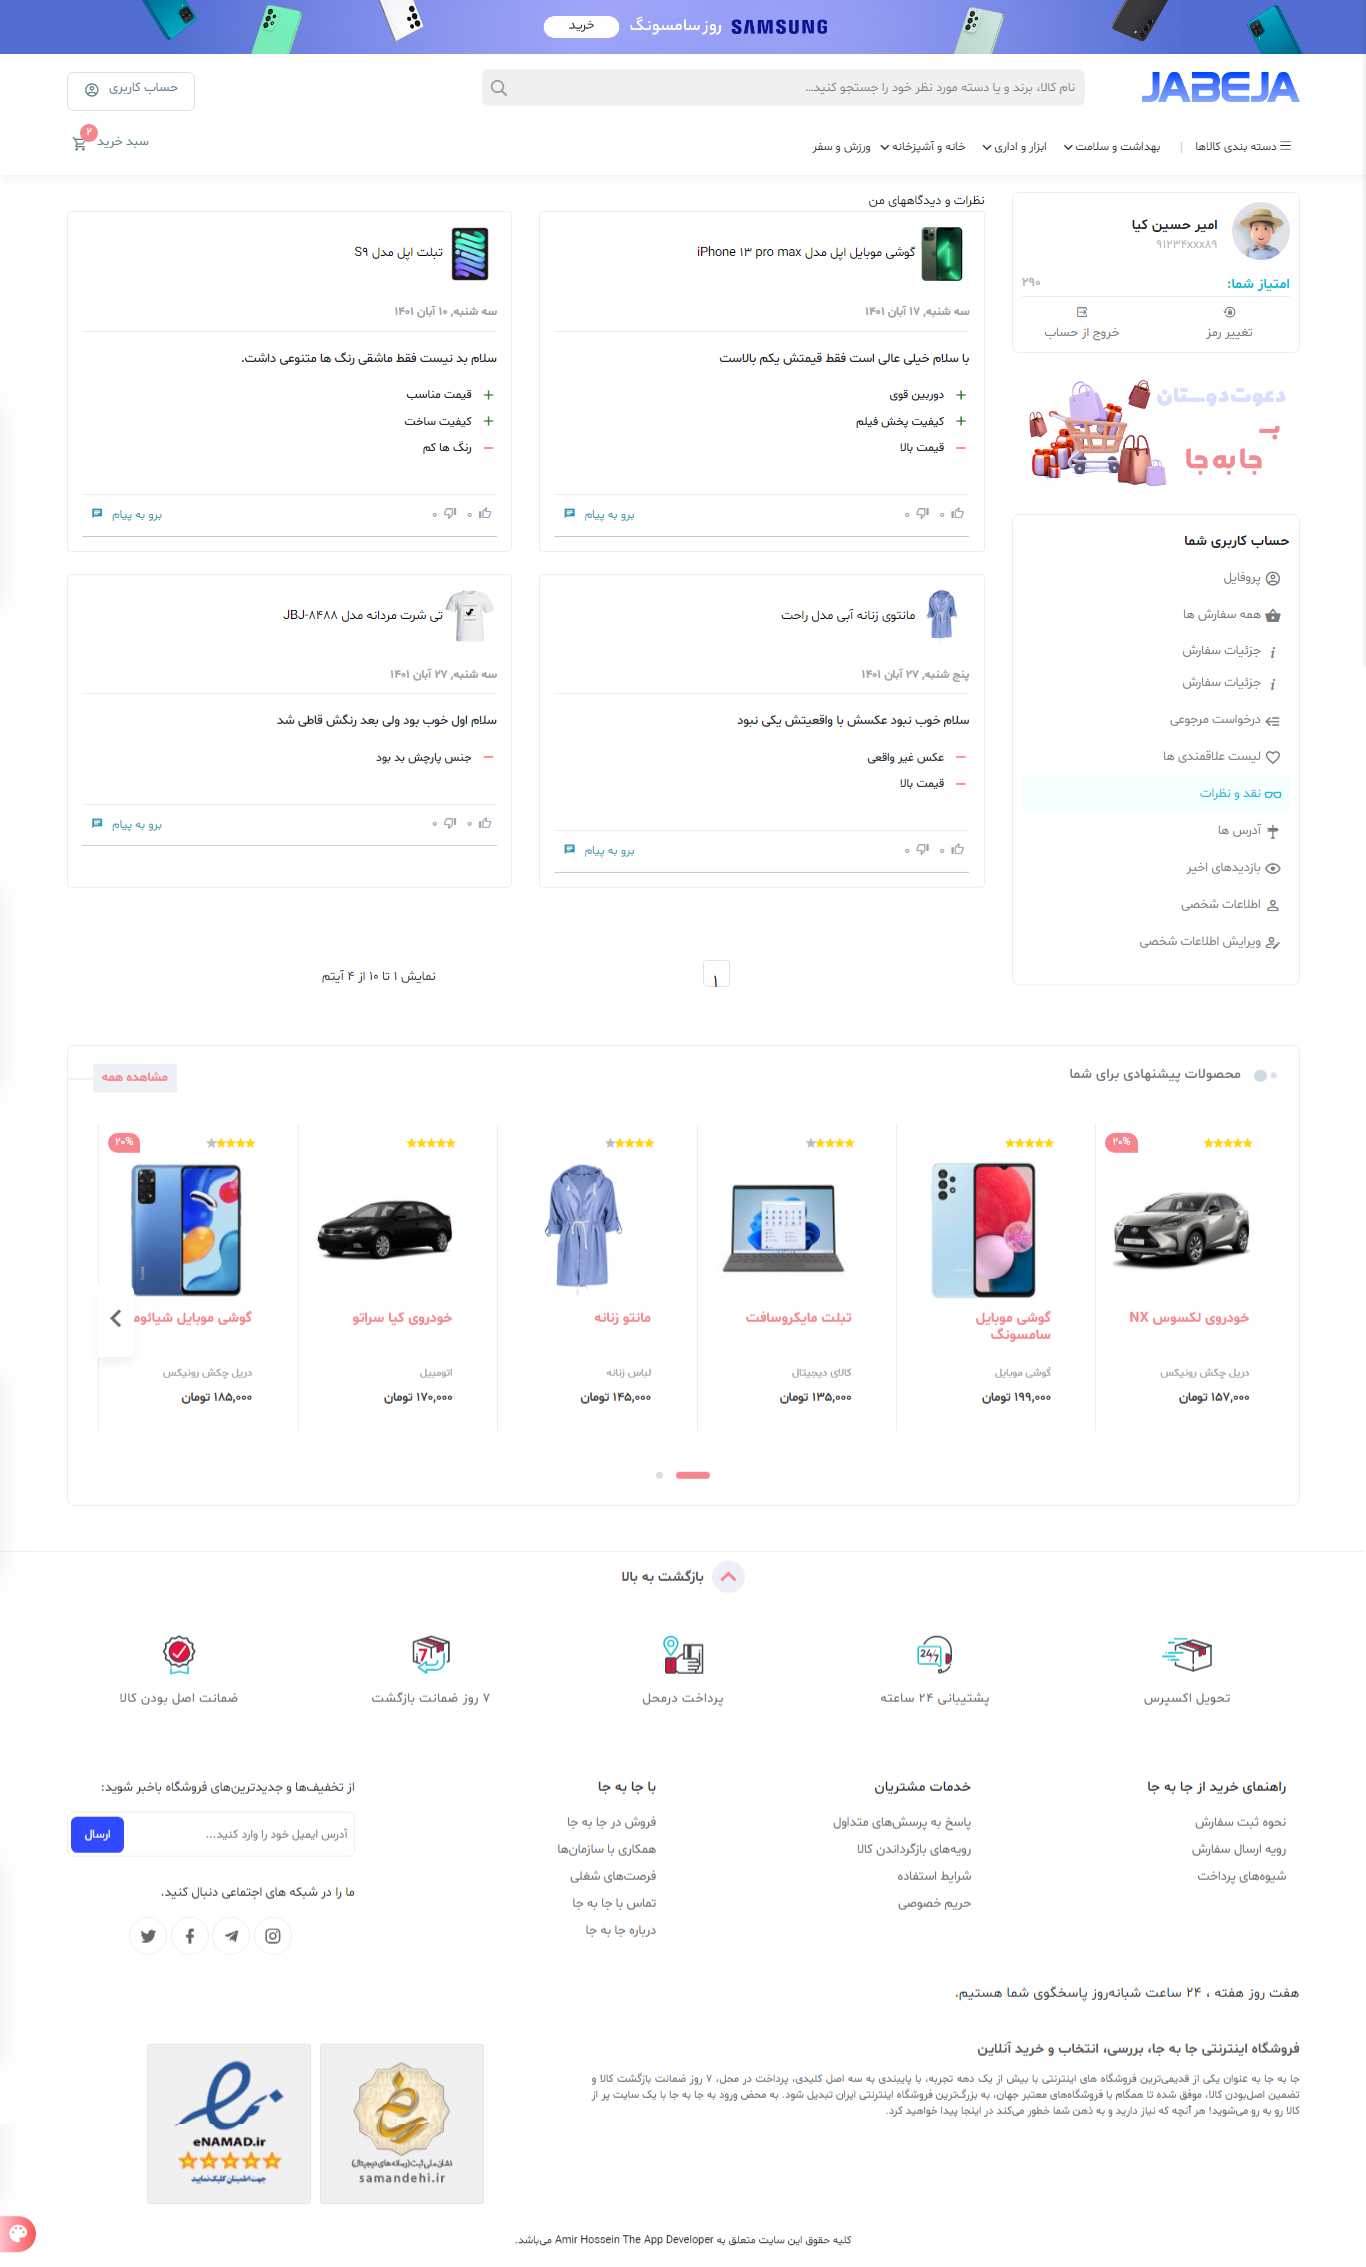 SAMSUNG
روز سامسونگ
خرید
JABEJA
نام کالا، برند و یا دسته مورد نظر خود را جستجو کنید...
حساب کاربری
دسته بندی کالاها
|
بهداشت و سلامت
ابزار و اداری
خانه و آشپزخانه
ورزش و سفر
سبد خرید
۲
امیر حسین کیا
۹۱۲۳۴xxx۸۹
امتیاز شما:
۲۹۰
تغییر رمز
خروج از حساب
دعوت‌دوستان
بـ
جابه‌جا
حساب کاربری شما
پروفایل
همه سفارش ها
جزئیات سفارش
جزئیات سفارش
درخواست مرجوعی
لیست علاقمندی ها
نقد و نظرات
آدرس ها
بازدیدهای اخیر
اطلاعات شخصی
ویرایش اطلاعات شخصی
نظرات و دیدگاههای من
گوشی موبایل اپل مدل iPhone ۱۳ pro max
سه شنبه, ۱۷ آبان ۱۴۰۱
با سلام خیلی عالی است فقط قیمتش یکم بالاست
دوربین قوی
کیفیت پخش فیلم
قیمت بالا
۰
۰
برو به پیام
تبلت اپل مدل S۹
سه شنبه, ۱۰ آبان ۱۴۰۱
سلام بد نیست فقط ماشقی رنگ ها متنوعی داشت.
قیمت مناسب
کیفیت ساخت
رنگ ها کم
۰
۰
برو به پیام
مانتوی زنانه آبی مدل راحت
پنج شنبه, ۲۷ آبان ۱۴۰۱
سلام خوب نبود عکسش با واقعیتش یکی نبود
عکس غیر واقعی
قیمت بالا
۰
۰
برو به پیام
تی شرت مردانه مدل JBJ-۸۴۸۸
سه شنبه, ۲۷ آبان ۱۴۰۱
سلام اول خوب بود ولی بعد رنگش قاطی شد
جنس پارچش بد بود
۰
۰
برو به پیام
۱
نمایش ۱ تا ۱۰ از ۴ آیتم
محصولات پیشنهادی برای شما
مشاهده همه
۲۰%
خودروی لکسوس NX
دریل چکش رونیکس
۱۵۷,۰۰۰ تومان
گوشی موبایل
سامسونگ
گوشی موبایل
۱۹۹,۰۰۰ تومان
تبلت مایکروسافت
کالای دیجیتال
۱۳۵,۰۰۰ تومان
مانتو زنانه
لباس زنانه
۱۴۵,۰۰۰ تومان
خودروی کیا سراتو
اتومبیل
۱۷۰,۰۰۰ تومان
۲۰%
گوشی موبایل شیائوم
دریل چکش رونیکس
۱۸۵,۰۰۰ تومان
بازگشت به بالا
24/7
7
تحویل اکسپرس
پشتیبانی ۲۴ ساعته
پرداخت درمحل
۷ روز ضمانت بازگشت
ضمانت اصل بودن کالا
راهنمای خرید از جا به جا
نحوه ثبت سفارش
رویه ارسال سفارش
شیوه‌های پرداخت
خدمات مشتریان
پاسخ به پرسش‌های متداول
رویه‌های بازگرداندن کالا
شرایط استفاده
حریم خصوصی
با جا به جا
فروش در جا به جا
همکاری با سازمان‌ها
فرصت‌های شغلی
تماس با جا به جا
درباره جا به جا
از تخفیف‌ها و جدیدترین‌های فروشگاه باخبر شوید:
آدرس ایمیل خود را وارد کنید...
ارسال
ما را در شبکه های اجتماعی دنبال کنید.
هفت روز هفته ، ۲۴ ساعت شبانه‌روز پاسخگوی شما هستیم.
فروشگاه اینترنتی جا به جا، بررسی، انتخاب و خرید آنلاین
جا به جا به عنوان یکی از قدیمی‌ترین فروشگاه های اینترنتی با بیش از یک دهه تجربه، با پایبندی به سه اصل کلیدی، پرداخت در محل، ۷ روز ضمانت بازگشت کالا و
تضمین اصل‌بودن کالا، موفق شده تا همگام با فروشگاه‌های معتبر جهان، به بزرگ‌ترین فروشگاه اینترنتی ایران تبدیل شود. به محض ورود به جا به جا با یک سایت پر از
کالا رو به رو می‌شوید! هر آنچه که نیاز دارید و به ذهن شما خطور می‌کند در اینجا پیدا خواهید کرد.
نشان ملی ثبت(رسانه های دیجیتال)
samandehi.ir
eNAMAD.ir
جهت اطمینان کلیک نمایید
کلیه حقوق این سایت متعلق به Amir Hossein The App Developer می‌باشد.